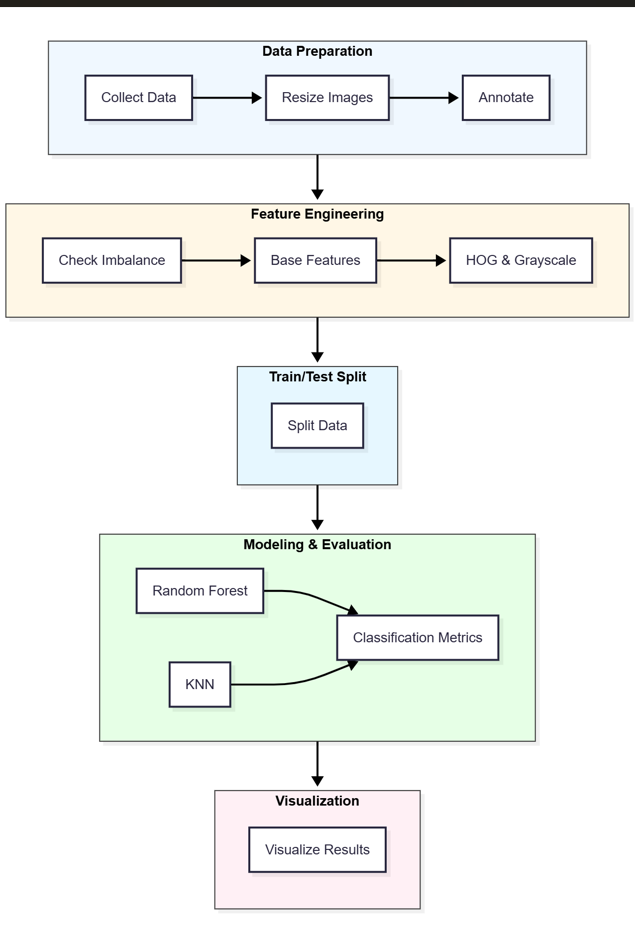 Data Preparation
Collect Data
Resize Images
Annotate
Feature Engineering
Check Imbalance
Base Features
HOG & Grayscale
Train/Test Split
Split Data
Modeling & Evaluation
Random Forest
Classification Metrics
KNN
Visualization
Visualize Results